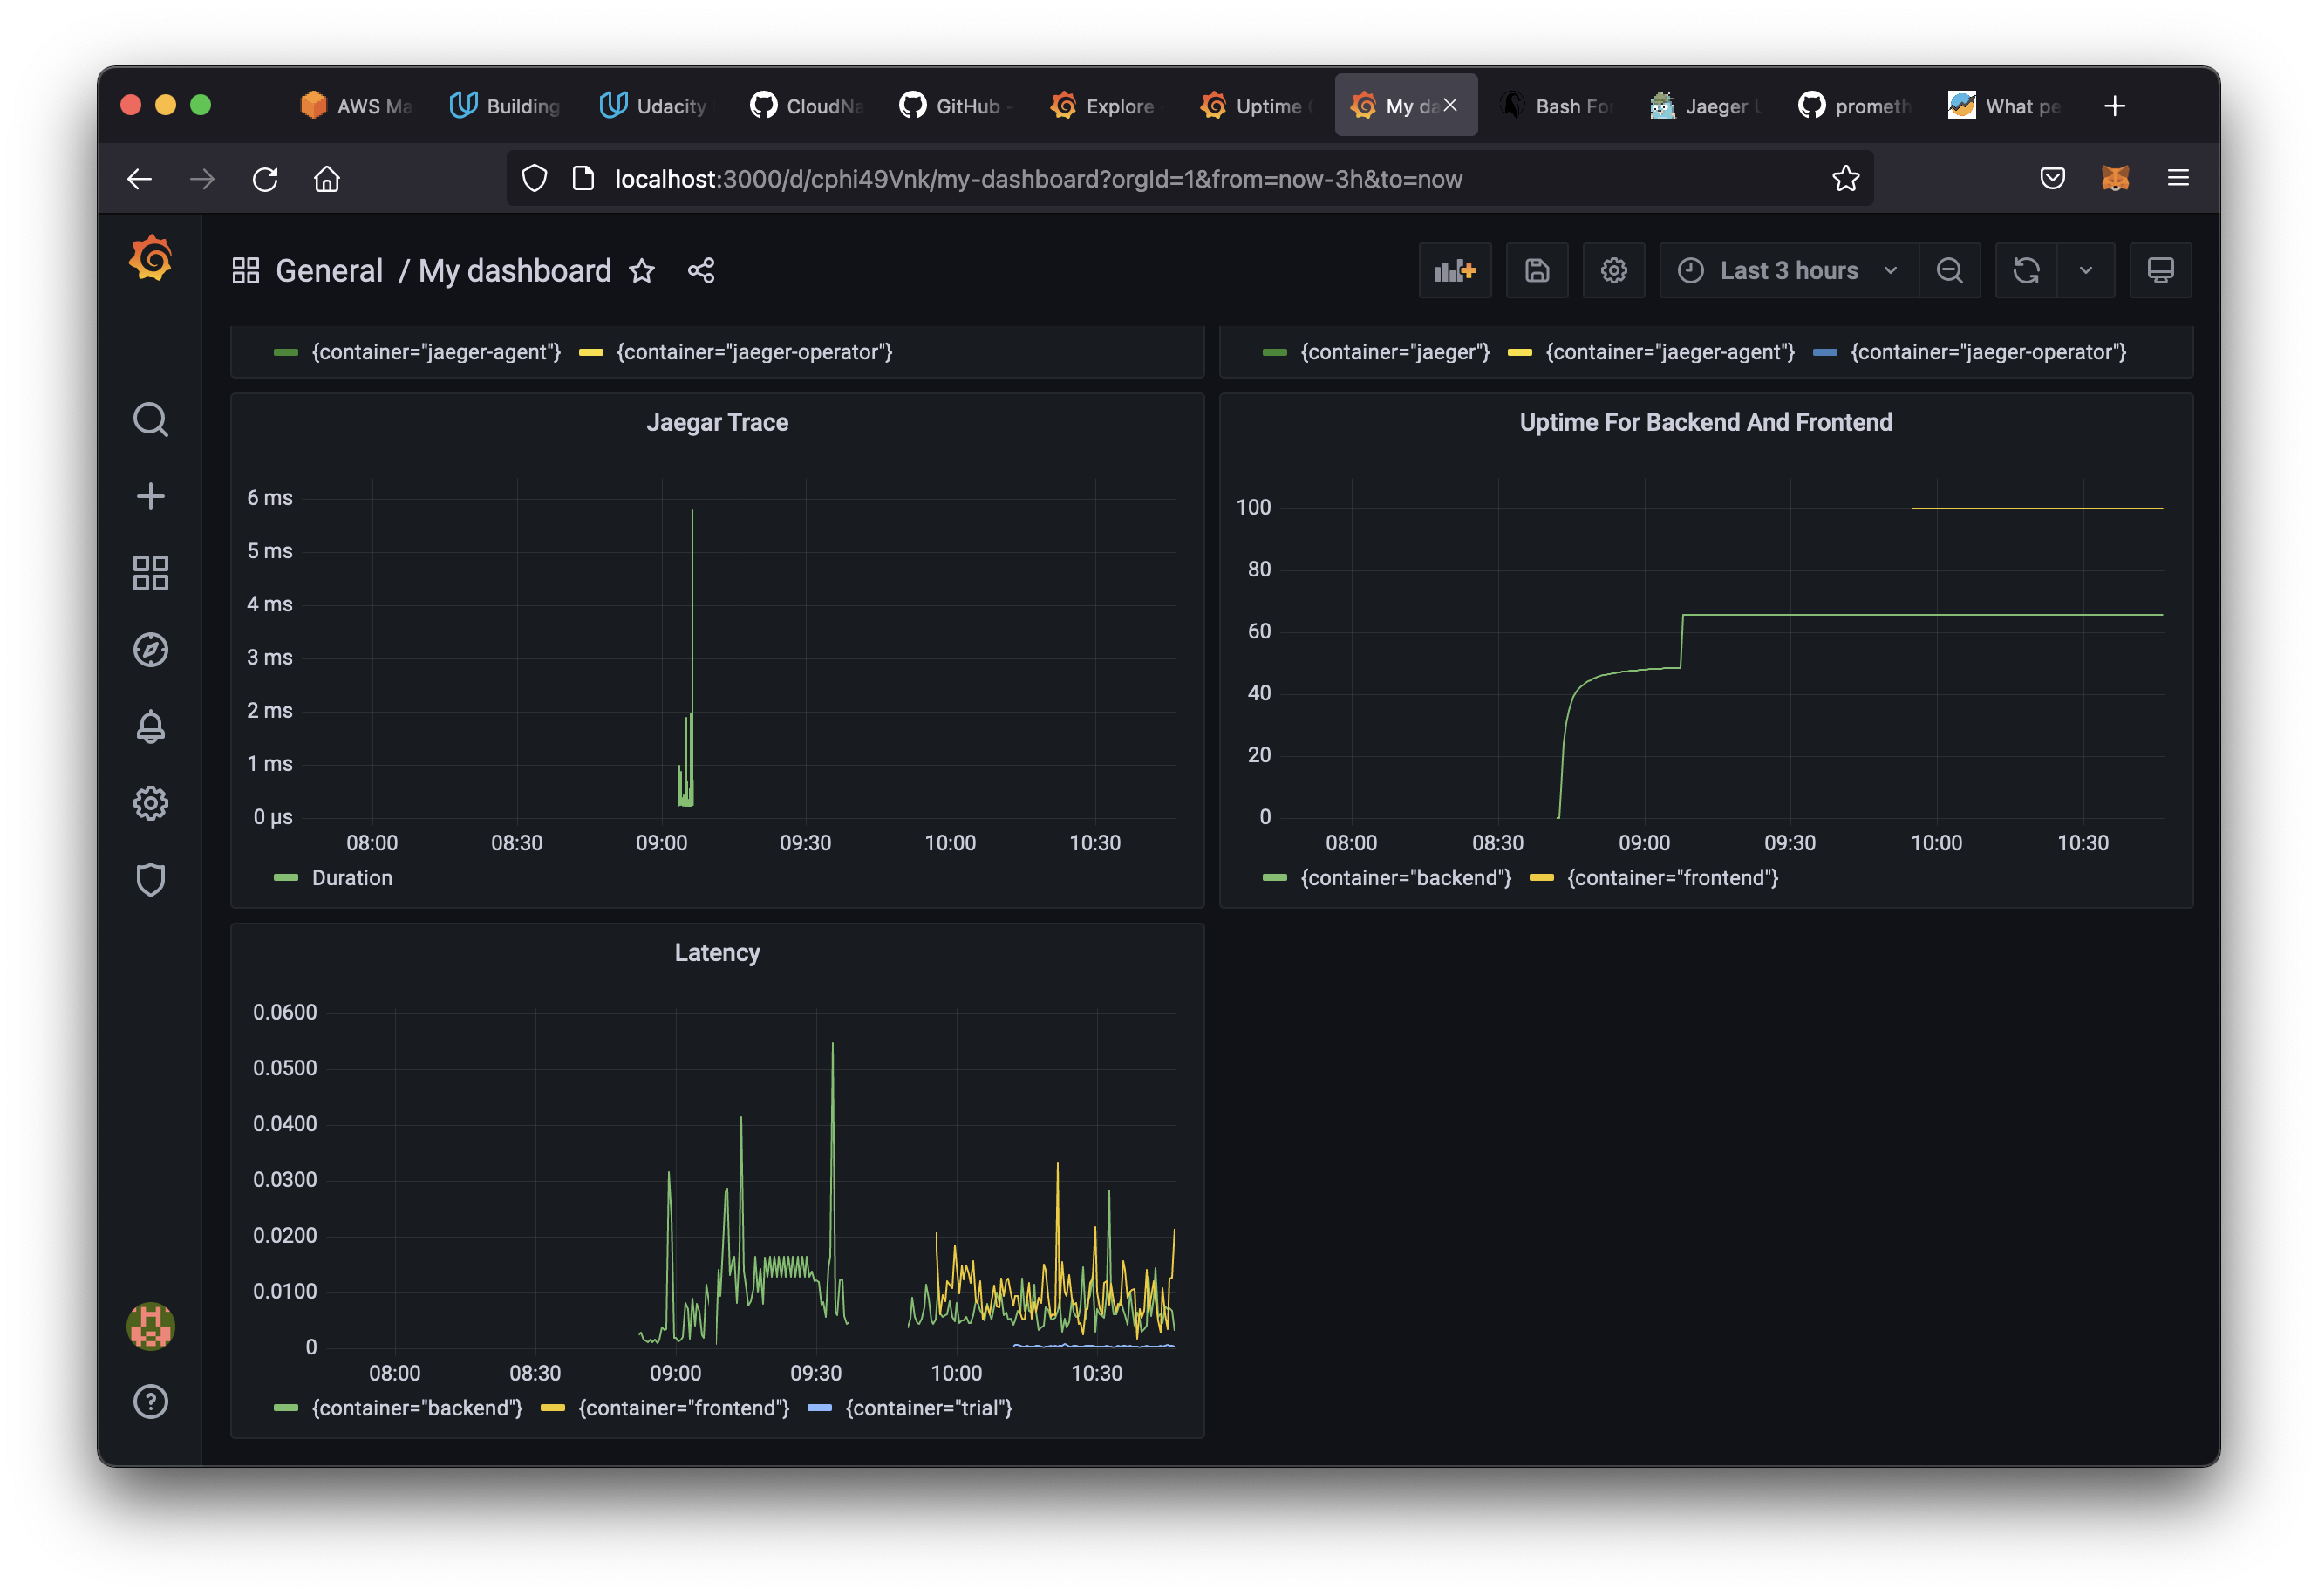 AWS Ma Building Udacity CloudNa GitHub - Explore Uptime My da Bash For Jaeger prometh What pe
localhost:3000/d/cphi49Vnk/my-dashboard?orgId=1&from=now-3h&to=now
General / My dashboard Last 3 hours
{container="jaeger-agent"} {container="jaeger-operator"}
{container="jaeger"} {container="jaeger-agent"} {container="jaeger-operator"}
Jaegar Trace
6 ms
5 ms
4 ms
3 ms
2 ms
1 ms
0 µs
08:00 08:30 09:00 09:30 10:00 10:30
Duration
Uptime For Backend And Frontend
100
80
60
40
20
0
08:00 08:30 09:00 09:30 10:00 10:30
{container="backend"} {container="frontend"}
Latency
0.0600
0.0500
0.0400
0.0300
0.0200
0.0100
0
08:00 08:30 09:00 09:30 10:00 10:30
{container="backend"} {container="frontend"} {container="trial"}